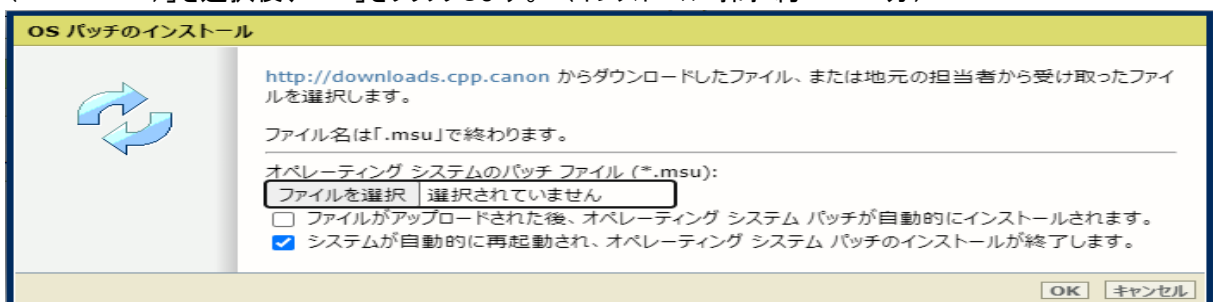 OS パッチのインストール
http://downloads.cpp.canon からダウンロードしたファイル、または地元の担当者から受け取ったファイ
ルを選択します。
ファイル名は「.msu」で終わります。
オペレーティング システムのパッチ ファイル (*.msu):
ファイルを選択 選択されていません
ファイルがアップロードされた後、オペレーティング システム パッチが自動的にインストールされます。
システムが自動的に再起動され、オペレーティング システム パッチのインストールが終了します。
OK キャンセル